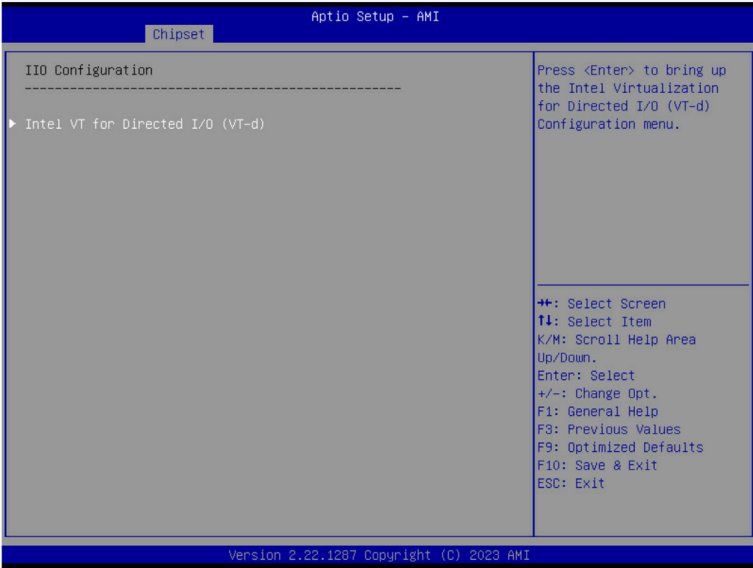 Aptio Setup – AMI
Chipset
IIO Configuration
--------------------------------------------------
Intel VT for Directed I/O (VT-d)
Press <Enter> to bring up
the Intel Virtualization
for Directed I/O (VT-d)
Configuration menu.
→←: Select Screen
↑↓: Select Item
K/M: Scroll Help Area
Up/Down.
Enter: Select
+/-: Change Opt.
F1: General Help
F3: Previous Values
F9: Optimized Defaults
F10: Save & Exit
ESC: Exit
Version 2.22.1287 Copyright (C) 2023 AMI